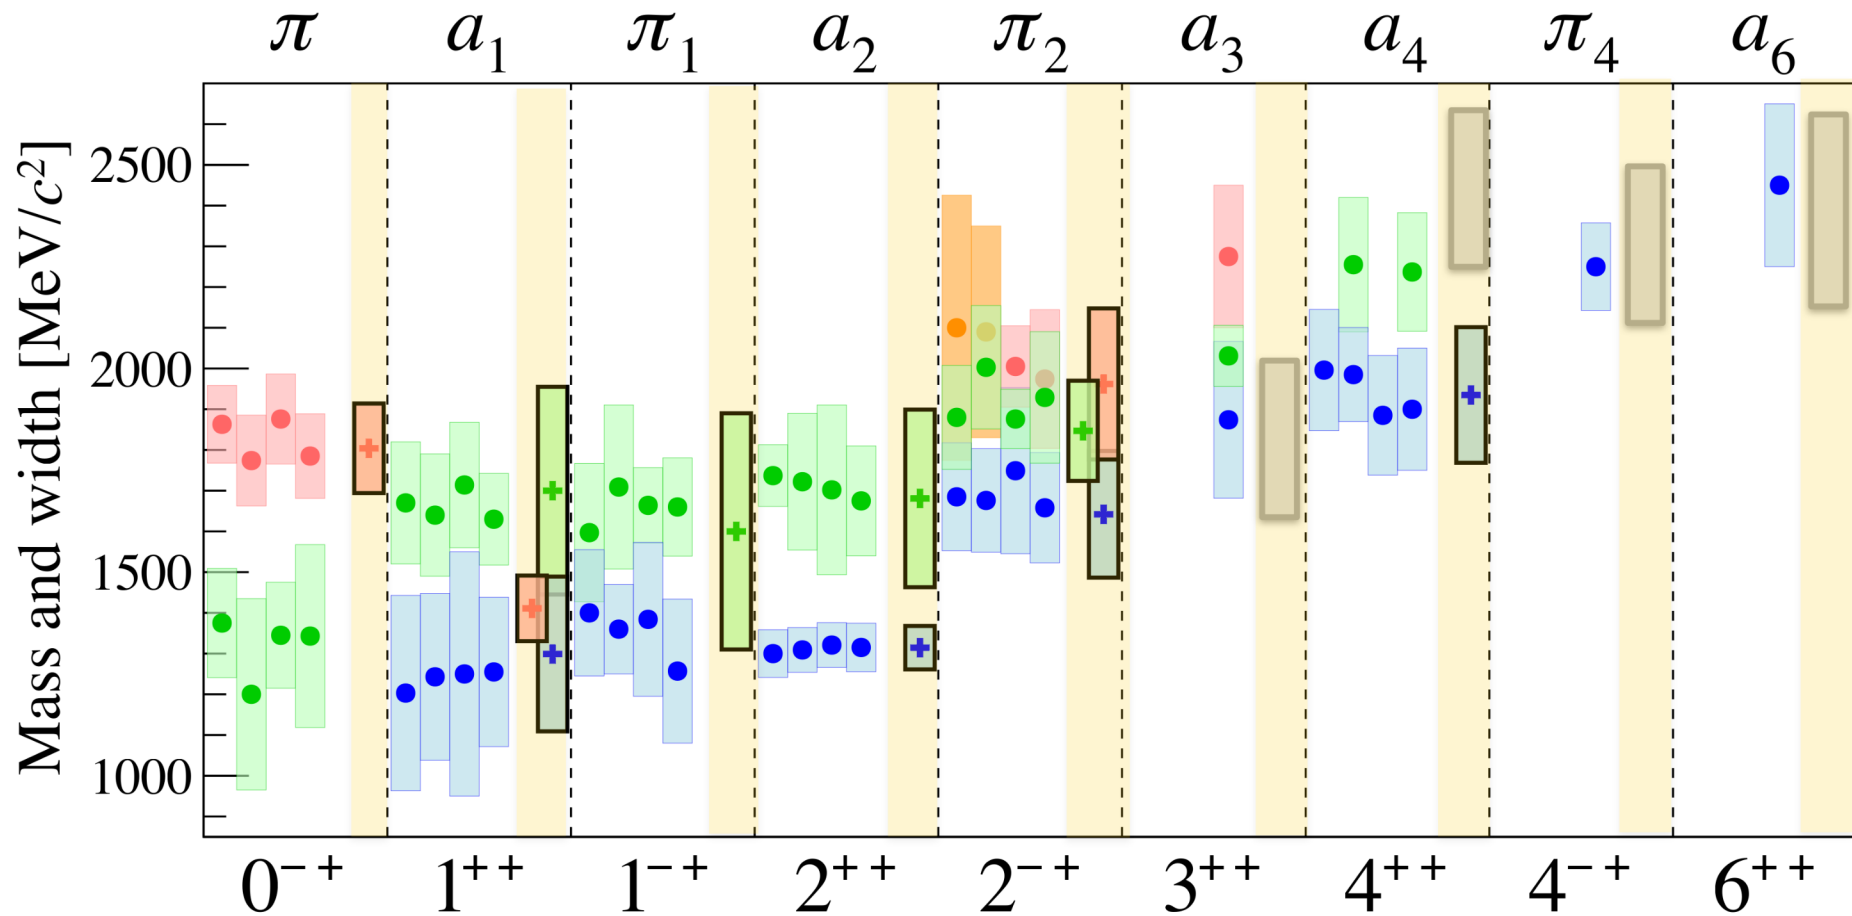 π a₁ π₁ a₂ π₂ a₃ a₄ π₄ a₆
Mass and width [MeV/c²]
2500
2000
1500
1000
0⁻⁺ 1⁺⁺ 1⁻⁺ 2⁺⁺ 2⁻⁺ 3⁺⁺ 4⁺⁺ 4⁻⁺ 6⁺⁺